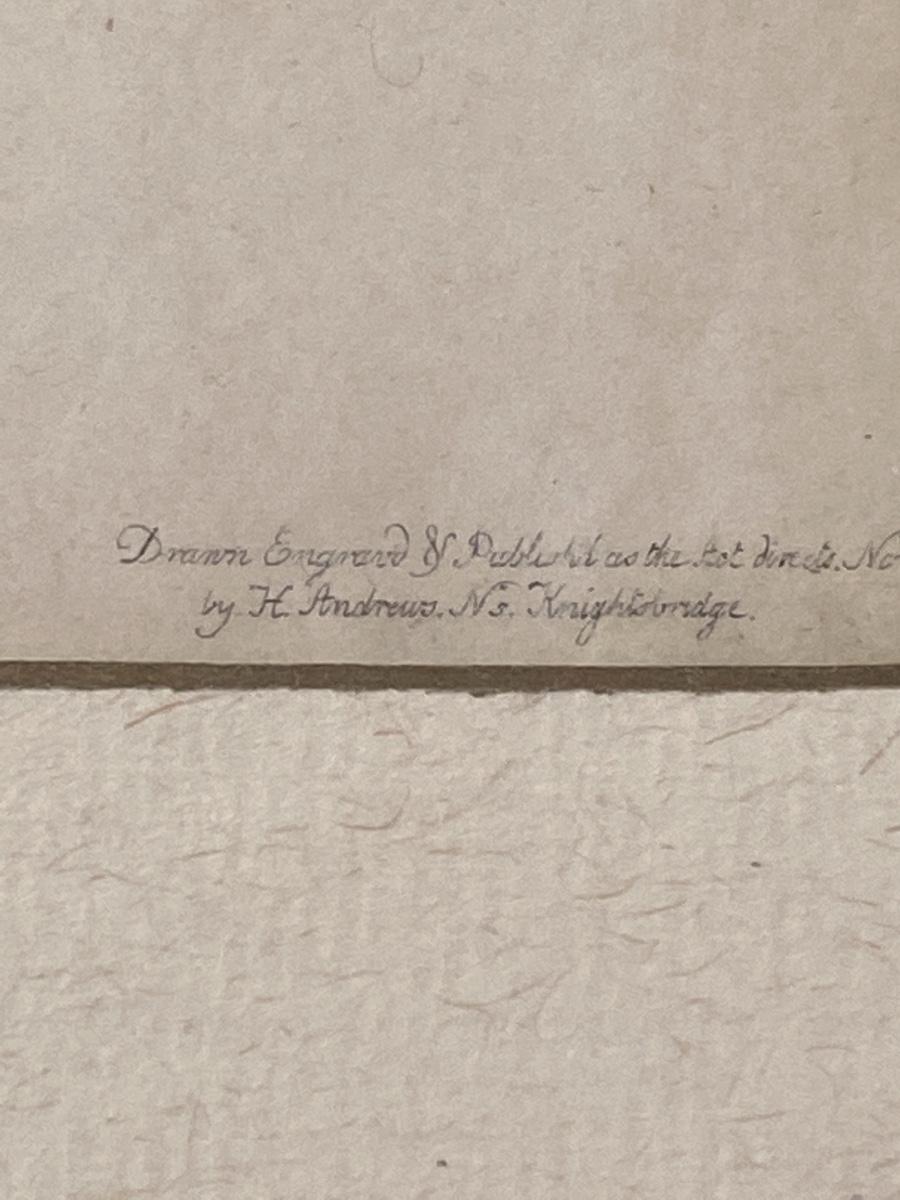 Drawn Engrav'd & Publish'd as the Act directs. No
by H. Andrews. No 5. Knightsbridge.